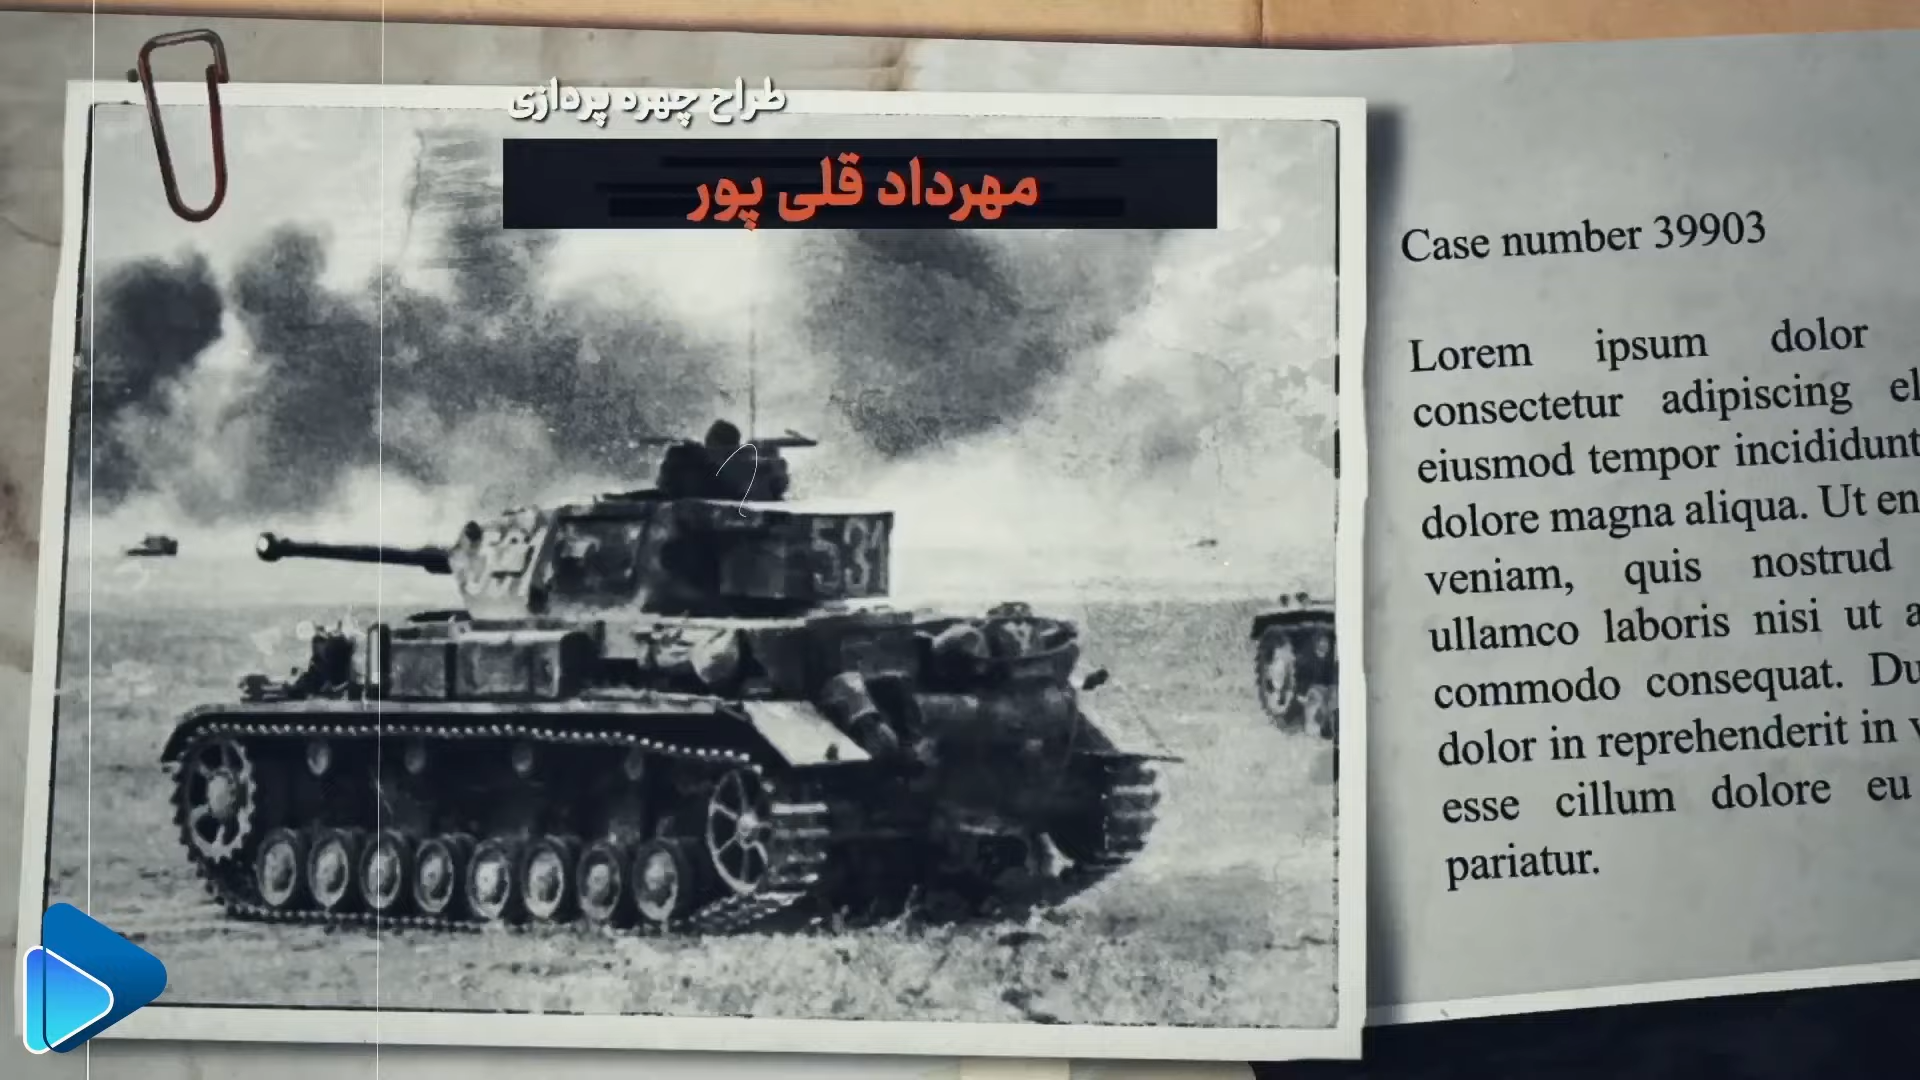 طراح چهره پردازی
مهرداد قلی پور
531
Case number 39903
Lorem ipsum dolor
consectetur adipiscing
eiusmod tempor incididunt
dolore magna aliqua. Ut
veniam, quis nostrud
ullamco laboris nisi ut
commodo consequat.
dolor in reprehenderit in
esse cillum dolore eu
pariatur.